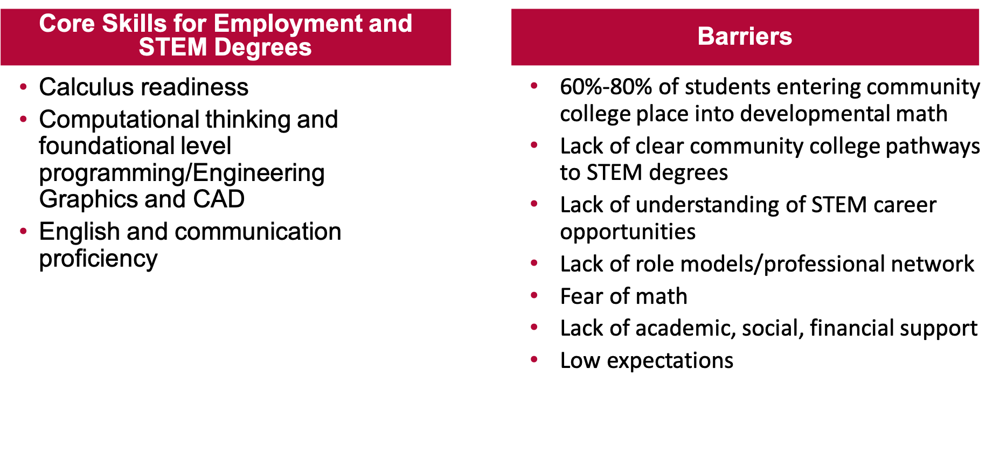 Core Skills for Employment and
STEM Degrees
• Calculus readiness
• Computational thinking and
foundational level
programming/Engineering
Graphics and CAD
• English and communication
proficiency
Barriers
• 60%-80% of students entering community
college place into developmental math
• Lack of clear community college pathways
to STEM degrees
• Lack of understanding of STEM career
opportunities
• Lack of role models/professional network
• Fear of math
• Lack of academic, social, financial support
• Low expectations